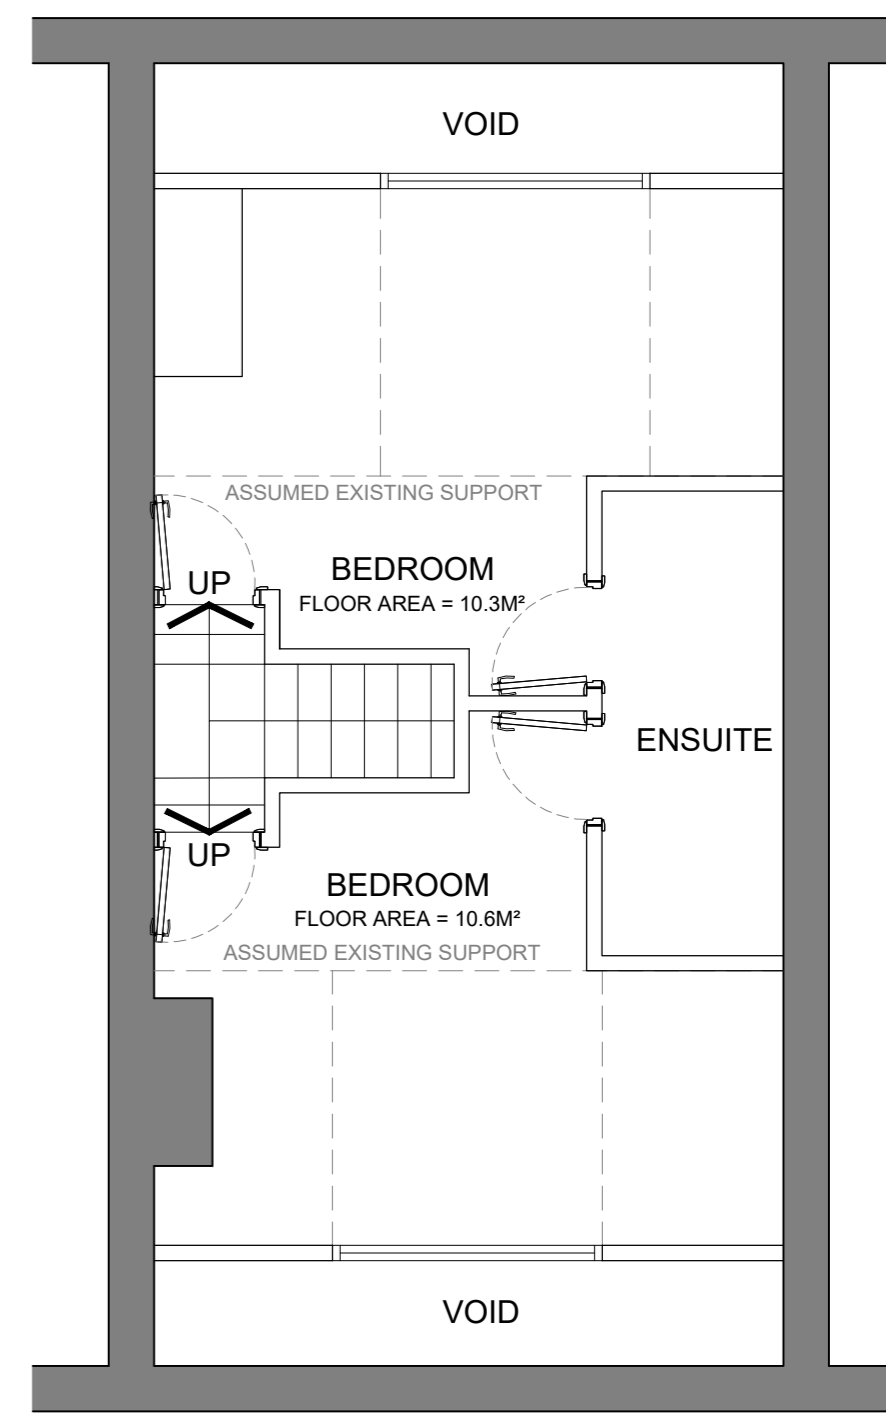 VOID
ASSUMED EXISTING SUPPORT
BEDROOM
FLOOR AREA = 10.3M²
UP
ENSUITE
UP
BEDROOM
FLOOR AREA = 10.6M²
ASSUMED EXISTING SUPPORT
VOID